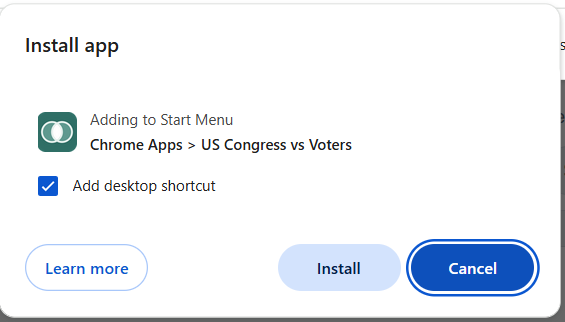 Install app
Adding to Start Menu
Chrome Apps > US Congress vs Voters
Add desktop shortcut
Learn more
Install
Cancel